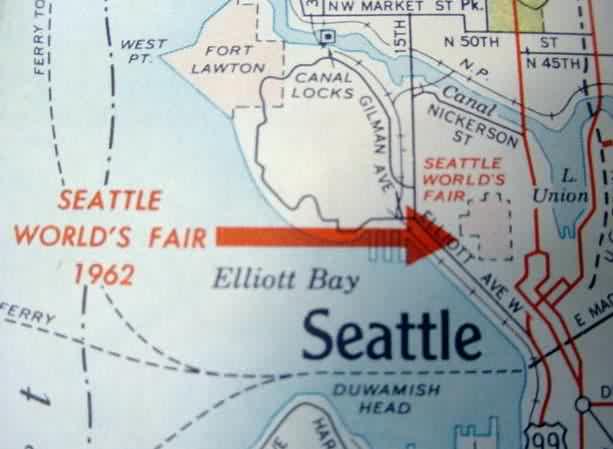 FERRY TO
NW MARKET ST Pk.
15TH
N 50TH ST
N 45TH
WEST
PT.
FORT
LAWTON
CANAL
LOCKS
N.P.
Canal
NICKERSON
ST
GILMAN AVE
SEATTLE
WORLD'S
FAIR
L.
Union
SEATTLE
WORLD'S FAIR
1962
ELLIOTT AVE W
Elliott Bay
FERRY
Seattle
E MA
DUWAMISH
HEAD
t
HAR
D
99